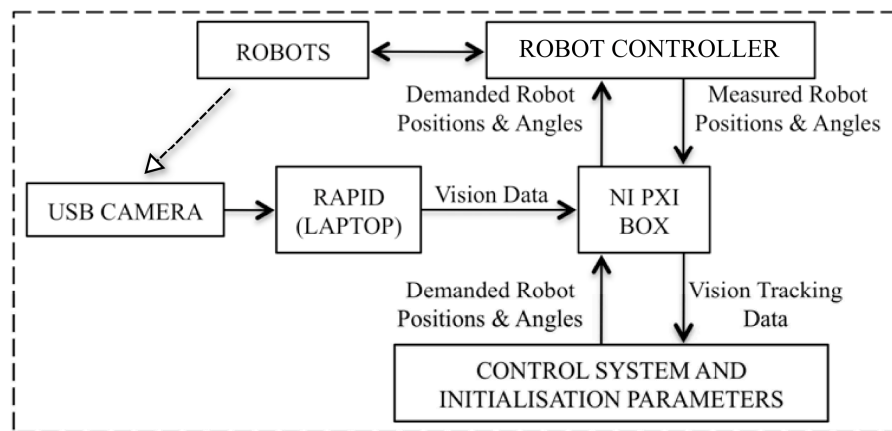 ROBOTS
ROBOT CONTROLLER
Demanded Robot
Positions & Angles
Measured Robot
Positions & Angles
USB CAMERA
RAPID
(LAPTOP)
Vision Data
NI PXI
BOX
Demanded Robot
Positions & Angles
Vision Tracking
Data
CONTROL SYSTEM AND
INITIALISATION PARAMETERS